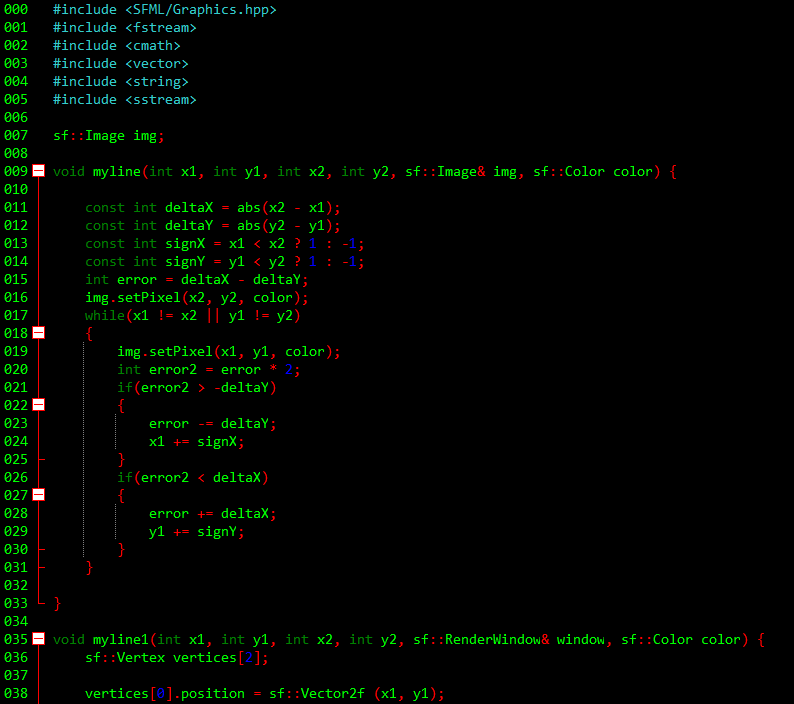 000 #include <SFML/Graphics.hpp>
001 #include <fstream>
002 #include <cmath>
003 #include <vector>
004 #include <string>
005 #include <sstream>
006
007 sf::Image img;
008
009 void myline(int x1, int y1, int x2, int y2, sf::Image& img, sf::Color color) {
010
011     const int deltaX = abs(x2 - x1);
012     const int deltaY = abs(y2 - y1);
013     const int signX = x1 < x2 ? 1 : -1;
014     const int signY = y1 < y2 ? 1 : -1;
015     int error = deltaX - deltaY;
016     img.setPixel(x2, y2, color);
017     while(x1 != x2 || y1 != y2)
018     {
019         img.setPixel(x1, y1, color);
020         int error2 = error * 2;
021         if(error2 > -deltaY)
022         {
023             error -= deltaY;
024             x1 += signX;
025         }
026         if(error2 < deltaX)
027         {
028             error += deltaX;
029             y1 += signY;
030         }
031     }
032
033 }
034
035 void myline1(int x1, int y1, int x2, int y2, sf::RenderWindow& window, sf::Color color) {
036     sf::Vertex vertices[2];
037
038     vertices[0].position = sf::Vector2f (x1, y1);